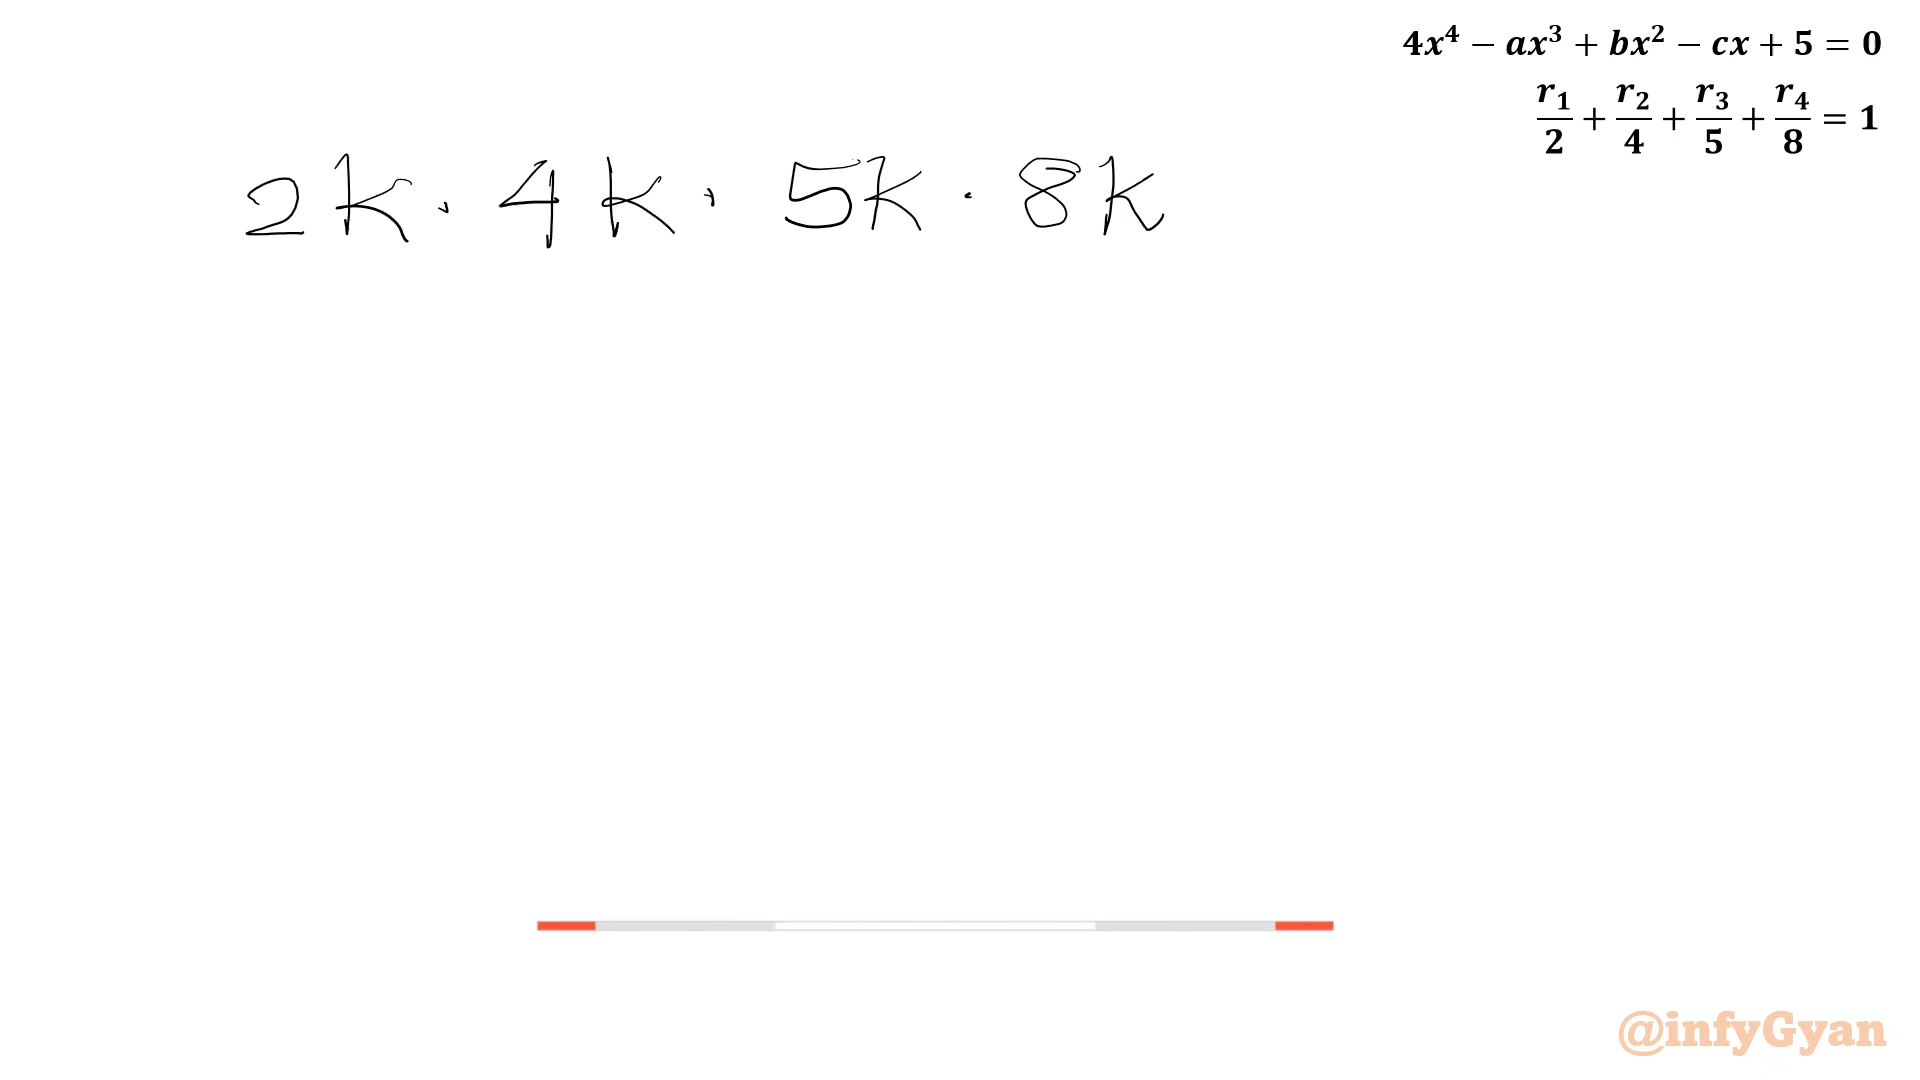 4x⁴ − ax³ + bx² − cx + 5 = 0
r₁/2 + r₂/4 + r₃/5 + r₄/8 = 1
2k · 4k · 5k · 8k
@infyGyan